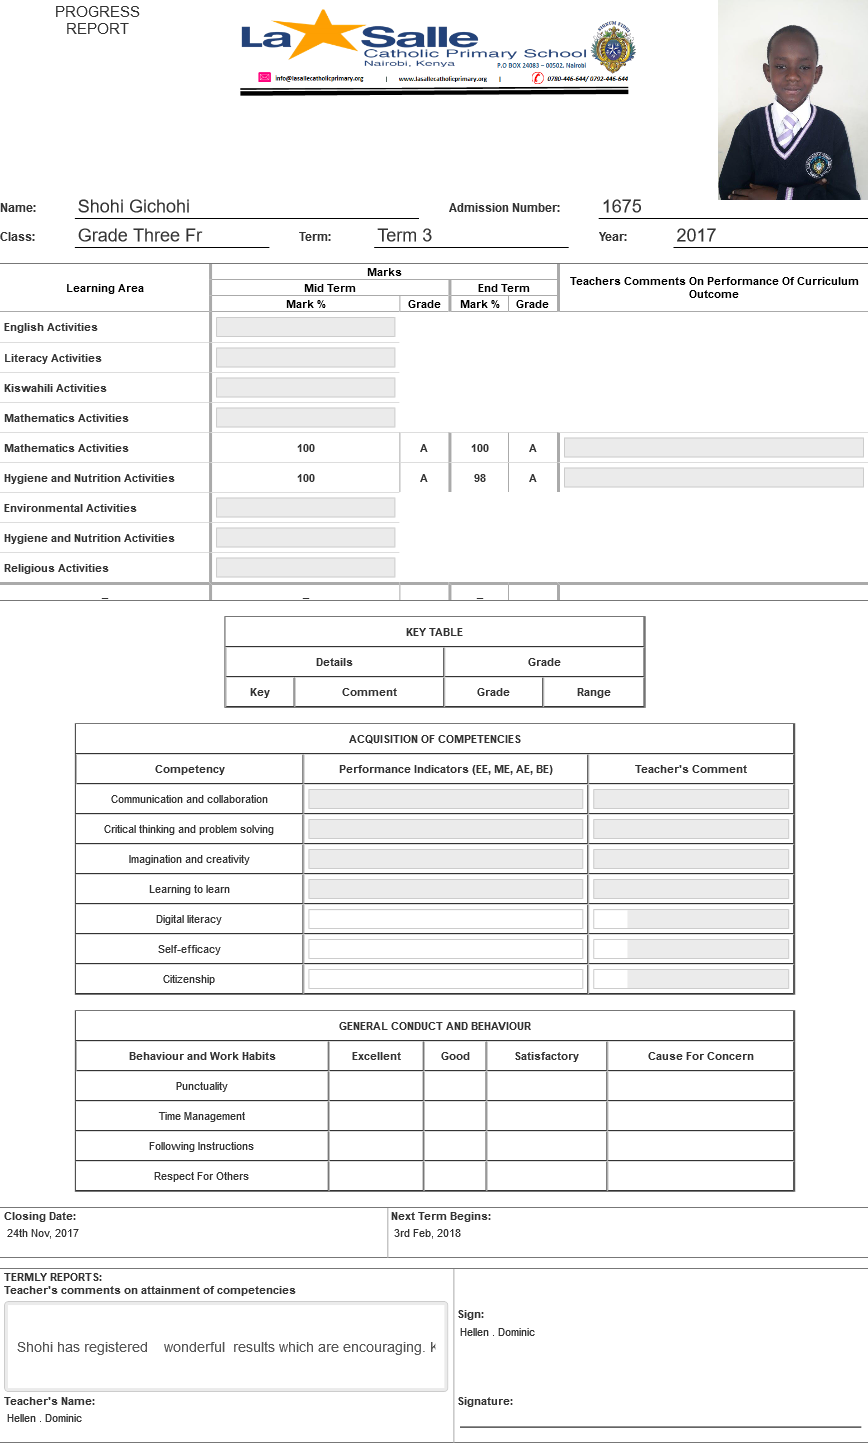 PROGRESS
REPORT
La Salle
Catholic Primary School
Nairobi, Kenya
P.O BOX 24083 – 00502, Nairobi
info@lasallecatholicprimary.org | www.lasallecatholicprimary.org | 0780-446-644/ 0792-446-644
Name: Shohi Gichohi Admission Number: 1675
Class: Grade Three Fr Term: Term 3 Year: 2017
Learning Area Marks Teachers Comments On Performance Of Curriculum Outcome
Mid Term End Term
Mark % Grade Mark % Grade
English Activities
Literacy Activities
Kiswahili Activities
Mathematics Activities
Mathematics Activities 100 A 100 A
Hygiene and Nutrition Activities 100 A 98 A
Environmental Activities
Hygiene and Nutrition Activities
Religious Activities
_ _ _
KEY TABLE
Details Grade
Key Comment Grade Range
ACQUISITION OF COMPETENCIES
Competency Performance Indicators (EE, ME, AE, BE) Teacher's Comment
Communication and collaboration
Critical thinking and problem solving
Imagination and creativity
Learning to learn
Digital literacy
Self-efficacy
Citizenship
GENERAL CONDUCT AND BEHAVIOUR
Behaviour and Work Habits Excellent Good Satisfactory Cause For Concern
Punctuality
Time Management
Following Instructions
Respect For Others
Closing Date: Next Term Begins:
24th Nov, 2017 3rd Feb, 2018
TERMLY REPORTS:
Teacher's comments on attainment of competencies
Shohi has registered wonderful results which are encouraging.
Sign:
Hellen . Dominic
Teacher's Name: Signature:
Hellen . Dominic